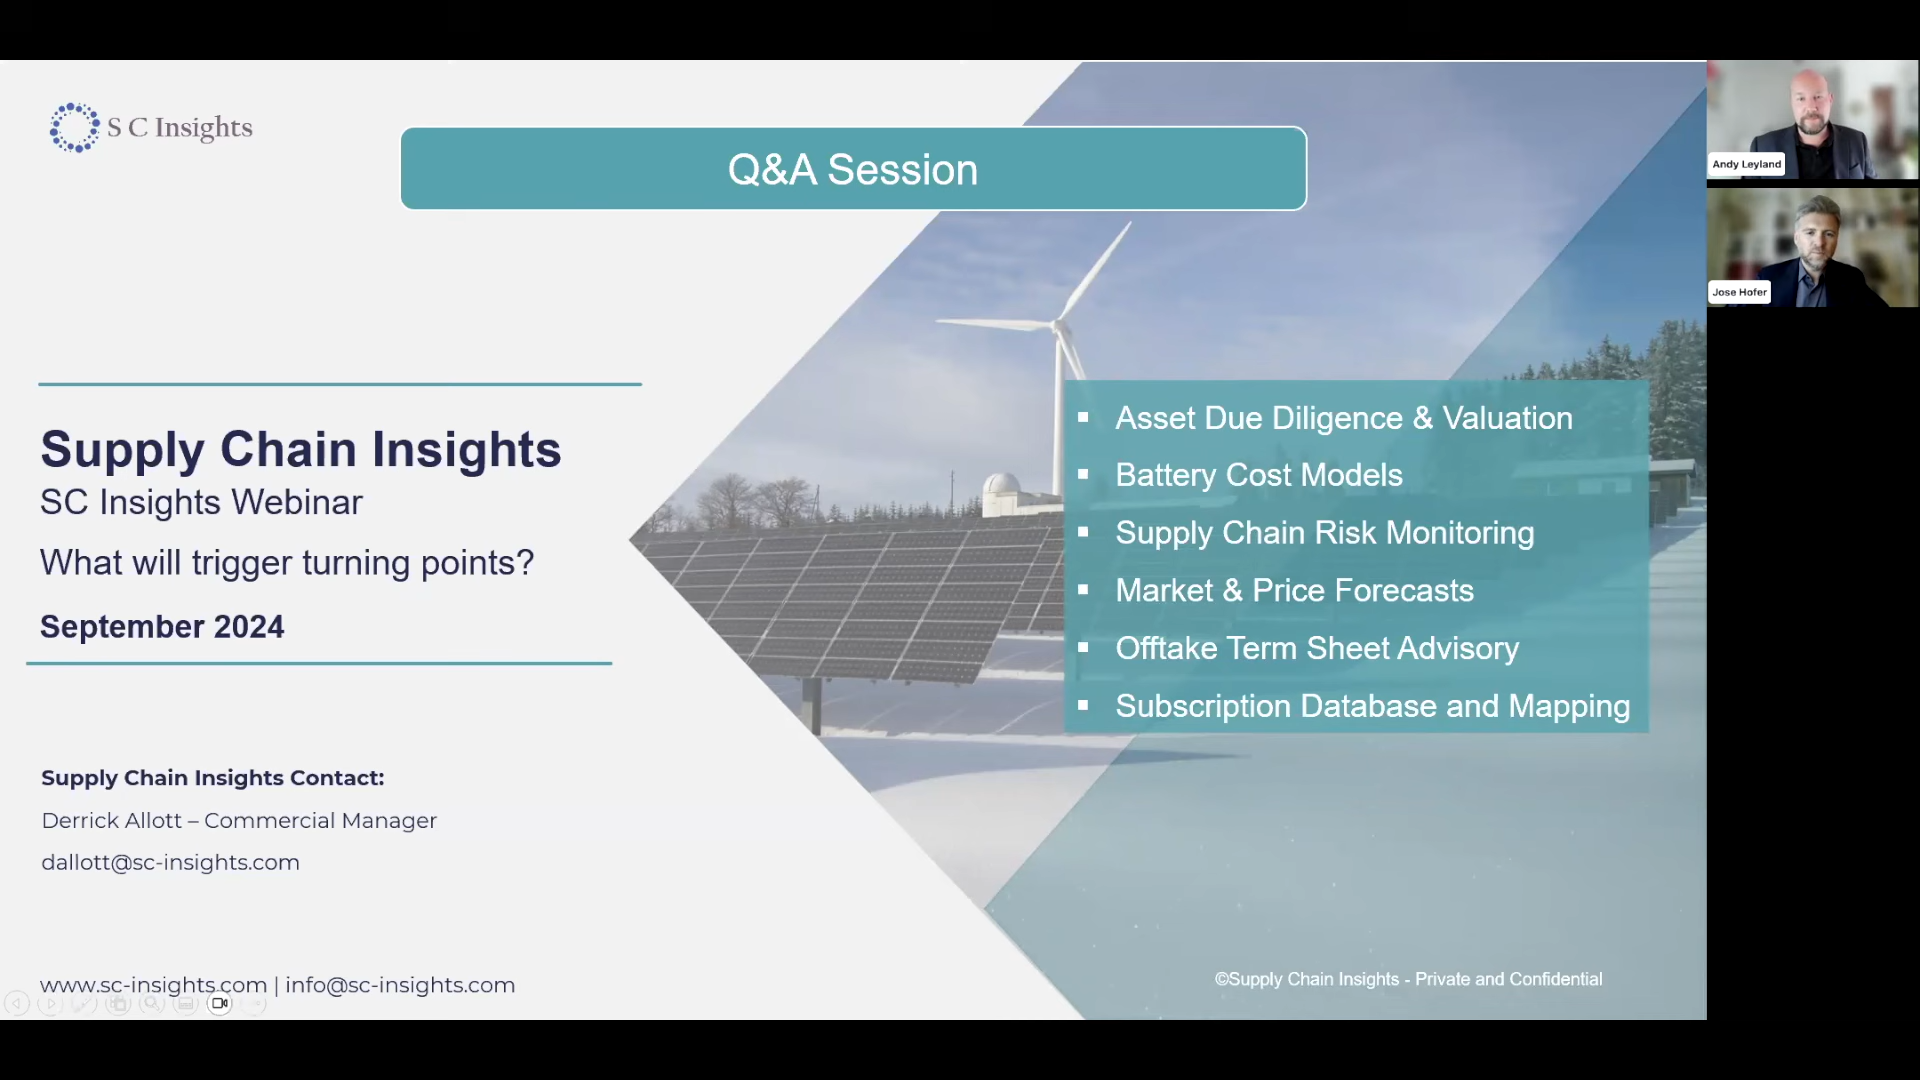 S C Insights
Q&A Session
Andy Leyland
Jose Hofer
Supply Chain Insights
SC Insights Webinar
What will trigger turning points?
September 2024
▪ Asset Due Diligence & Valuation
▪ Battery Cost Models
▪ Supply Chain Risk Monitoring
▪ Market & Price Forecasts
▪ Offtake Term Sheet Advisory
▪ Subscription Database and Mapping
Supply Chain Insights Contact:
Derrick Allott – Commercial Manager
dallott@sc-insights.com
www.sc-insights.com | info@sc-insights.com
©Supply Chain Insights - Private and Confidential